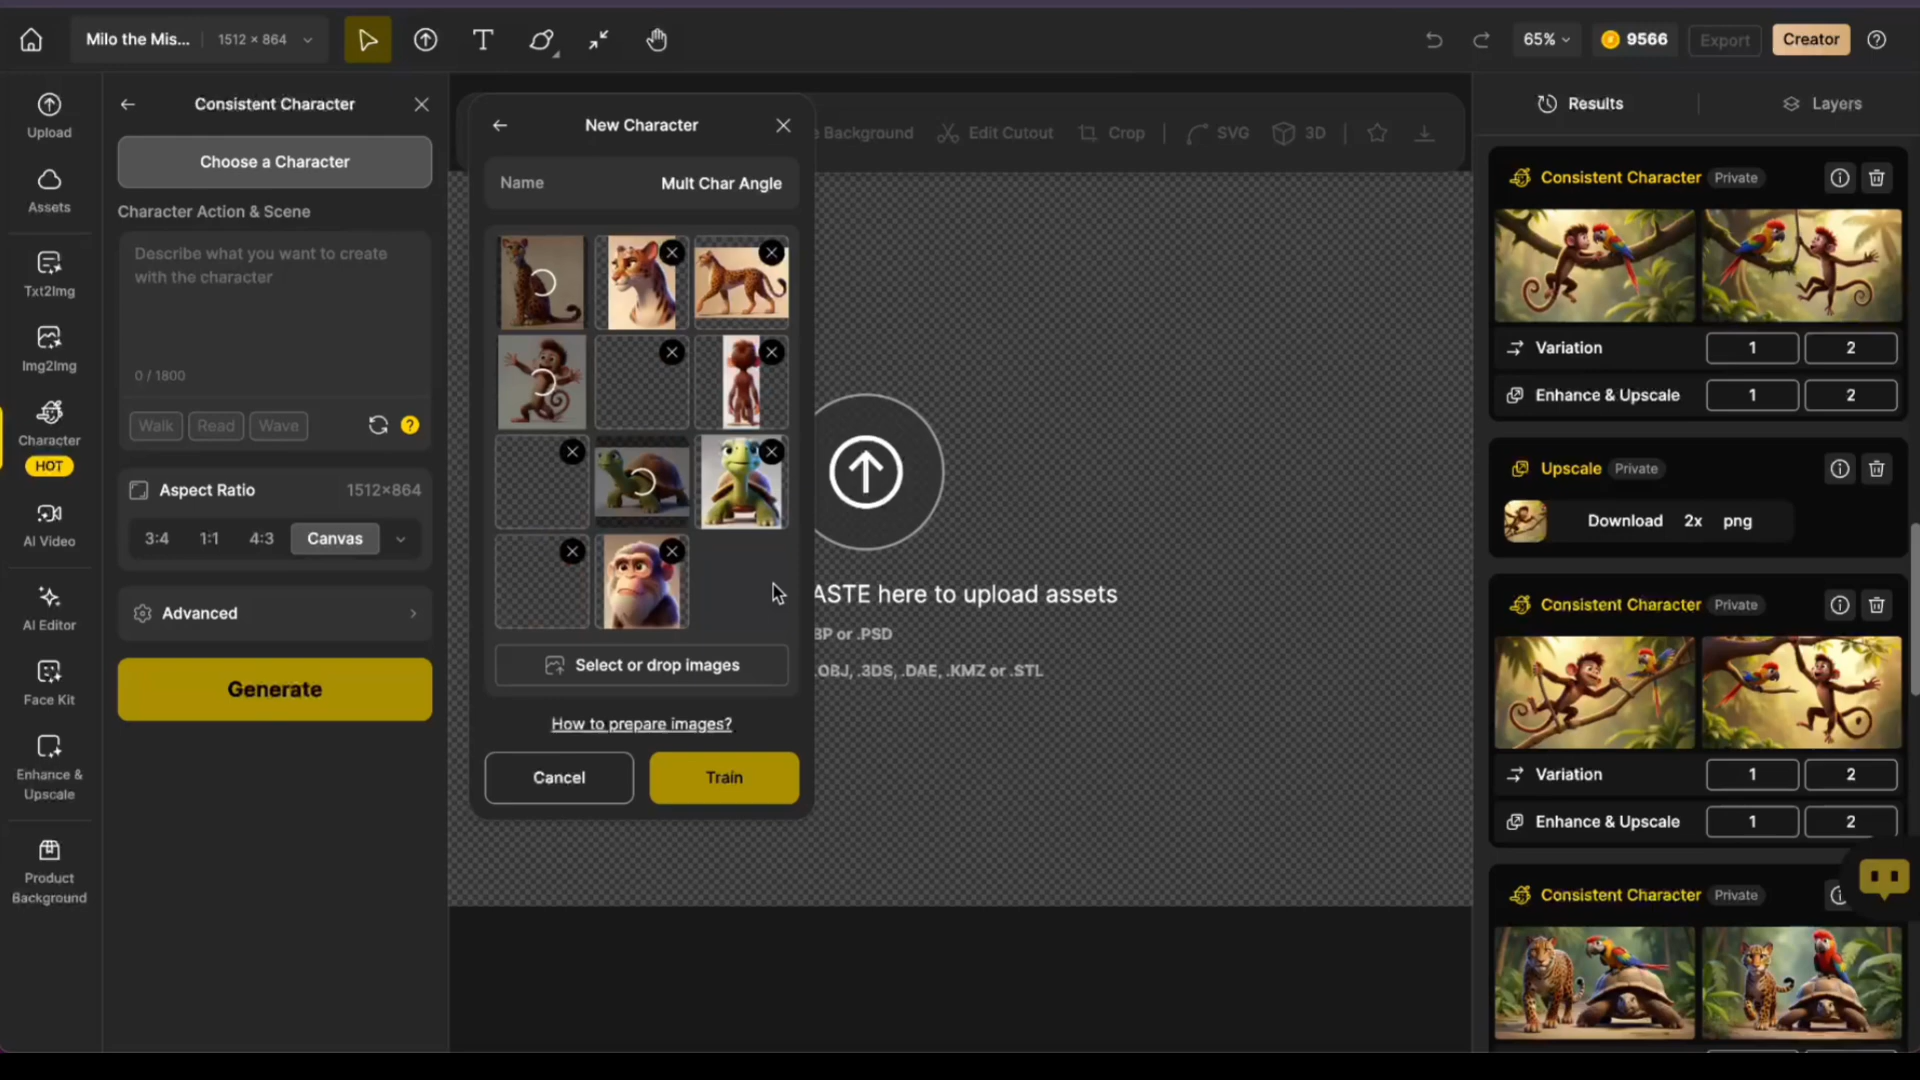 Milo the Mis... 1512 × 864
65% 9566 Export Creator
Upload
Assets
Txt2Img
Img2Img
Character
HOT
AI Video
AI Editor
Face Kit
Enhance &
Upscale
Product
Background
Consistent Character
Choose a Character
Character Action & Scene
Describe what you want to create
with the character
0 / 1800
Walk Read Wave ?
Aspect Ratio 1512×864
3:4 1:1 4:3 Canvas
Advanced
Generate
New Character
Name Mult Char Angle
Select or drop images
How to prepare images?
Cancel Train
Background Edit Cutout Crop SVG 3D
ASTE here to upload assets
BP or .PSD
.OBJ, .3DS, .DAE, .KMZ or .STL
Results Layers
Consistent Character Private
Variation 1 2
Enhance & Upscale 1 2
Upscale Private
Download 2x png
Consistent Character Private
Variation 1 2
Enhance & Upscale 1 2
Consistent Character Private